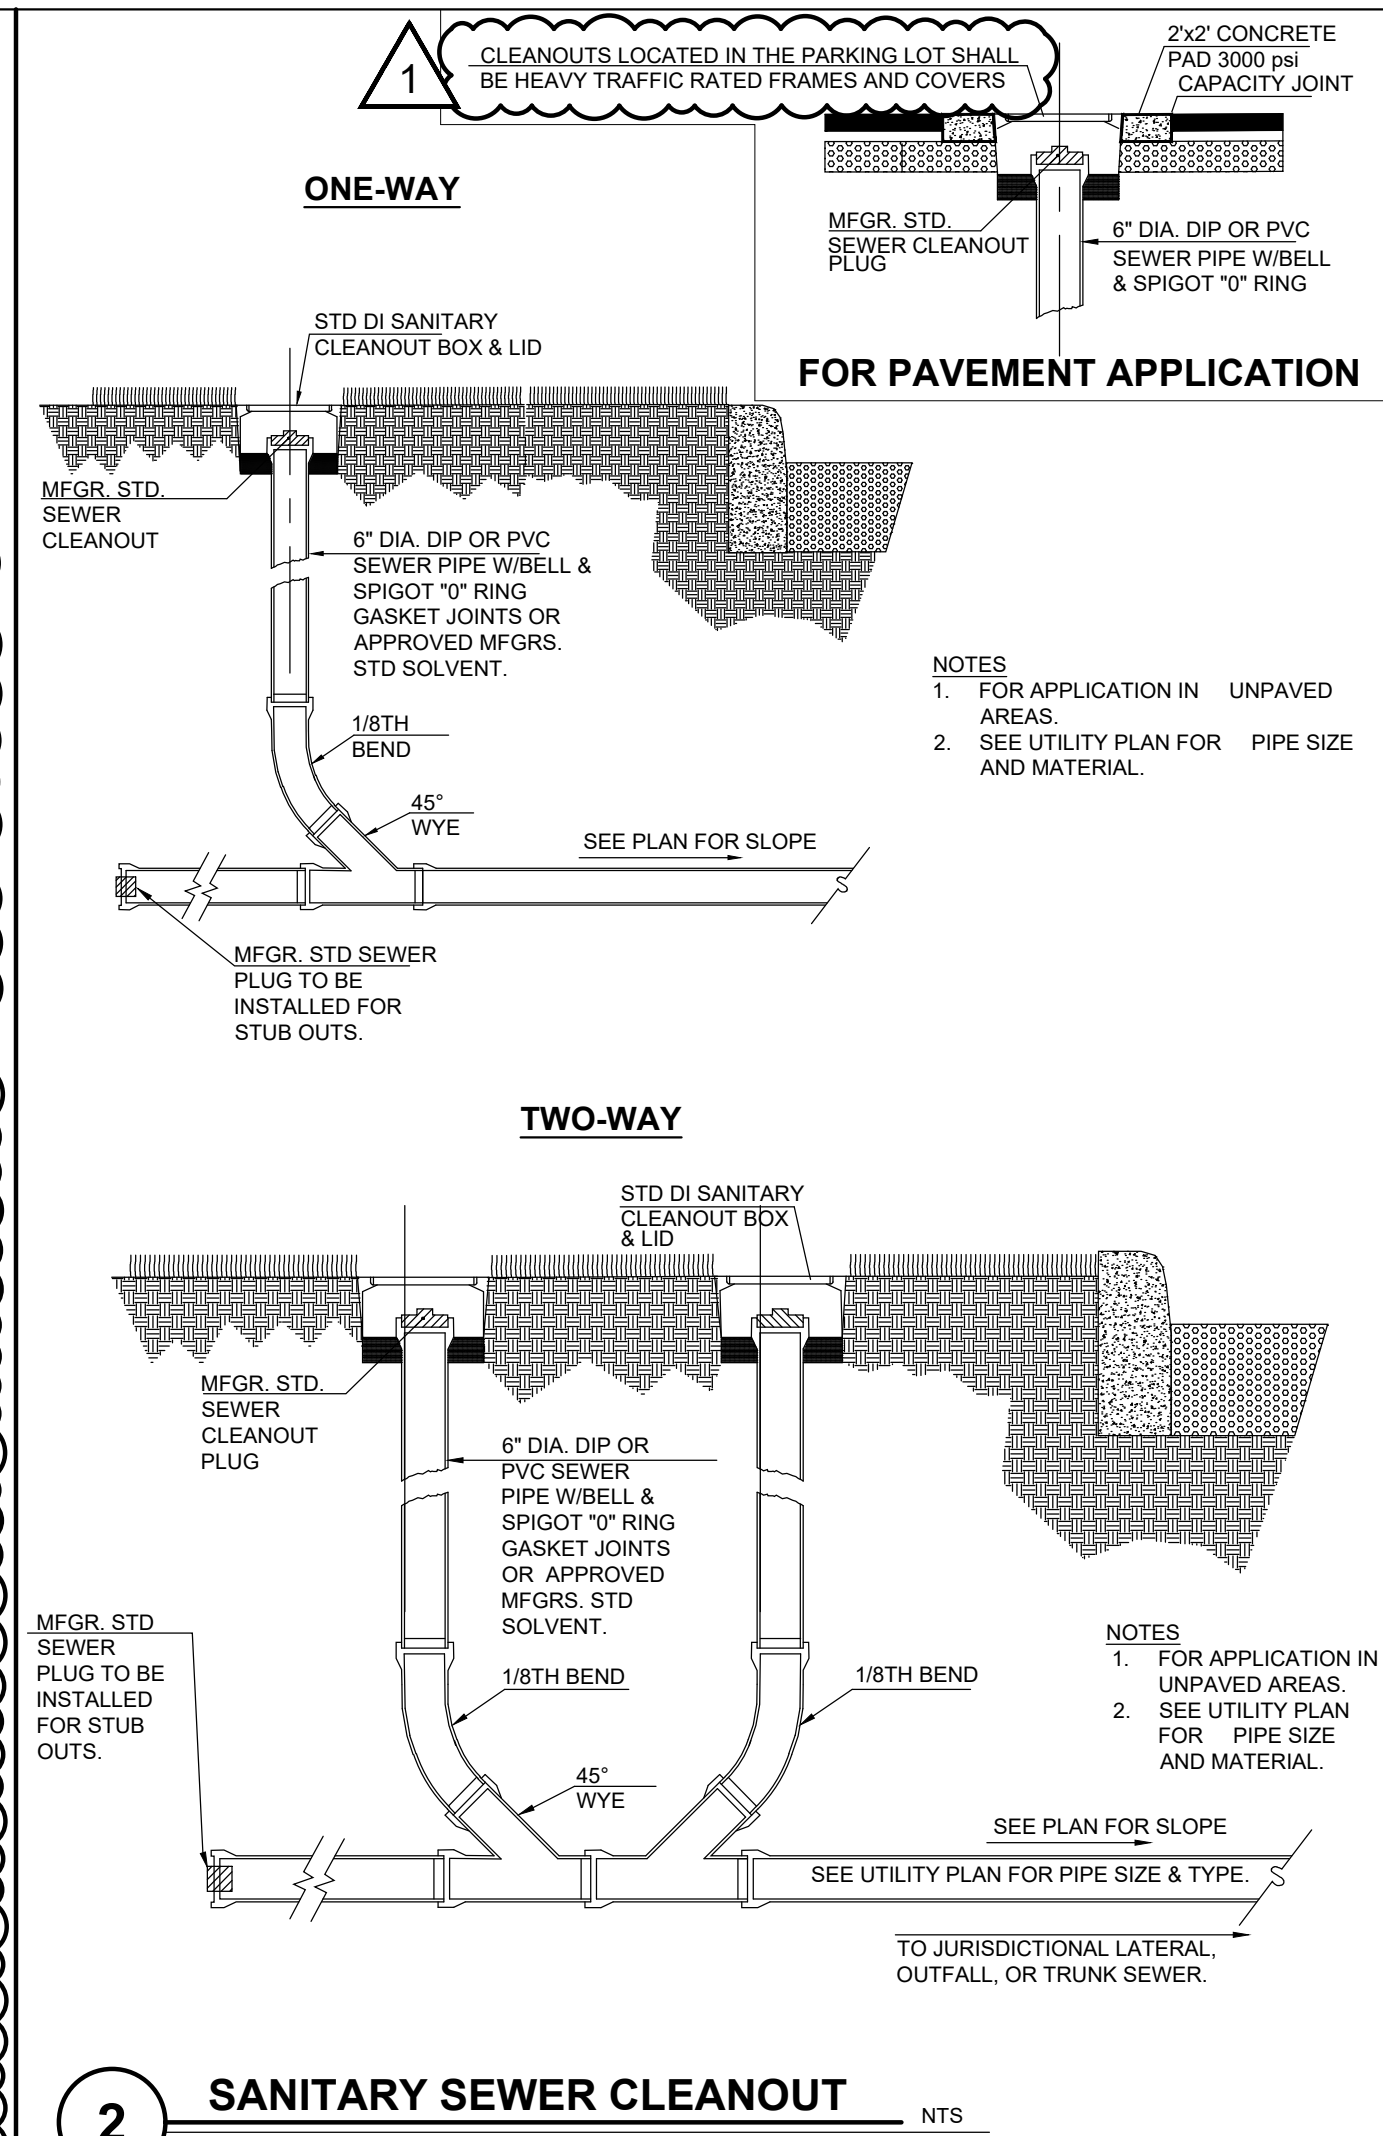 1
CLEANOUTS LOCATED IN THE PARKING LOT SHALL
BE HEAVY TRAFFIC RATED FRAMES AND COVERS
2'x2' CONCRETE
PAD 3000 psi
CAPACITY JOINT
MFGR. STD.
SEWER CLEANOUT
PLUG
6" DIA. DIP OR PVC
SEWER PIPE W/BELL
& SPIGOT "0" RING
FOR PAVEMENT APPLICATION
ONE-WAY
STD DI SANITARY
CLEANOUT BOX & LID
MFGR. STD.
SEWER
CLEANOUT
6" DIA. DIP OR PVC
SEWER PIPE W/BELL &
SPIGOT "0" RING
GASKET JOINTS OR
APPROVED MFGRS.
STD SOLVENT.
NOTES
1. FOR APPLICATION IN UNPAVED
AREAS.
2. SEE UTILITY PLAN FOR PIPE SIZE
AND MATERIAL.
1/8TH
BEND
45°
WYE
SEE PLAN FOR SLOPE
S
MFGR. STD SEWER
PLUG TO BE
INSTALLED FOR
STUB OUTS.
TWO-WAY
STD DI SANITARY
CLEANOUT BOX
& LID
MFGR. STD.
SEWER
CLEANOUT
PLUG
6" DIA. DIP OR
PVC SEWER
PIPE W/BELL &
SPIGOT "0" RING
GASKET JOINTS
OR APPROVED
MFGRS. STD
SOLVENT.
MFGR. STD
SEWER
PLUG TO BE
INSTALLED
FOR STUB
OUTS.
1/8TH BEND
1/8TH BEND
NOTES
1. FOR APPLICATION IN
UNPAVED AREAS.
2. SEE UTILITY PLAN
FOR PIPE SIZE
AND MATERIAL.
45°
WYE
SEE PLAN FOR SLOPE
SEE UTILITY PLAN FOR PIPE SIZE & TYPE.
S
TO JURISDICTIONAL LATERAL,
OUTFALL, OR TRUNK SEWER.
2
SANITARY SEWER CLEANOUT
NTS